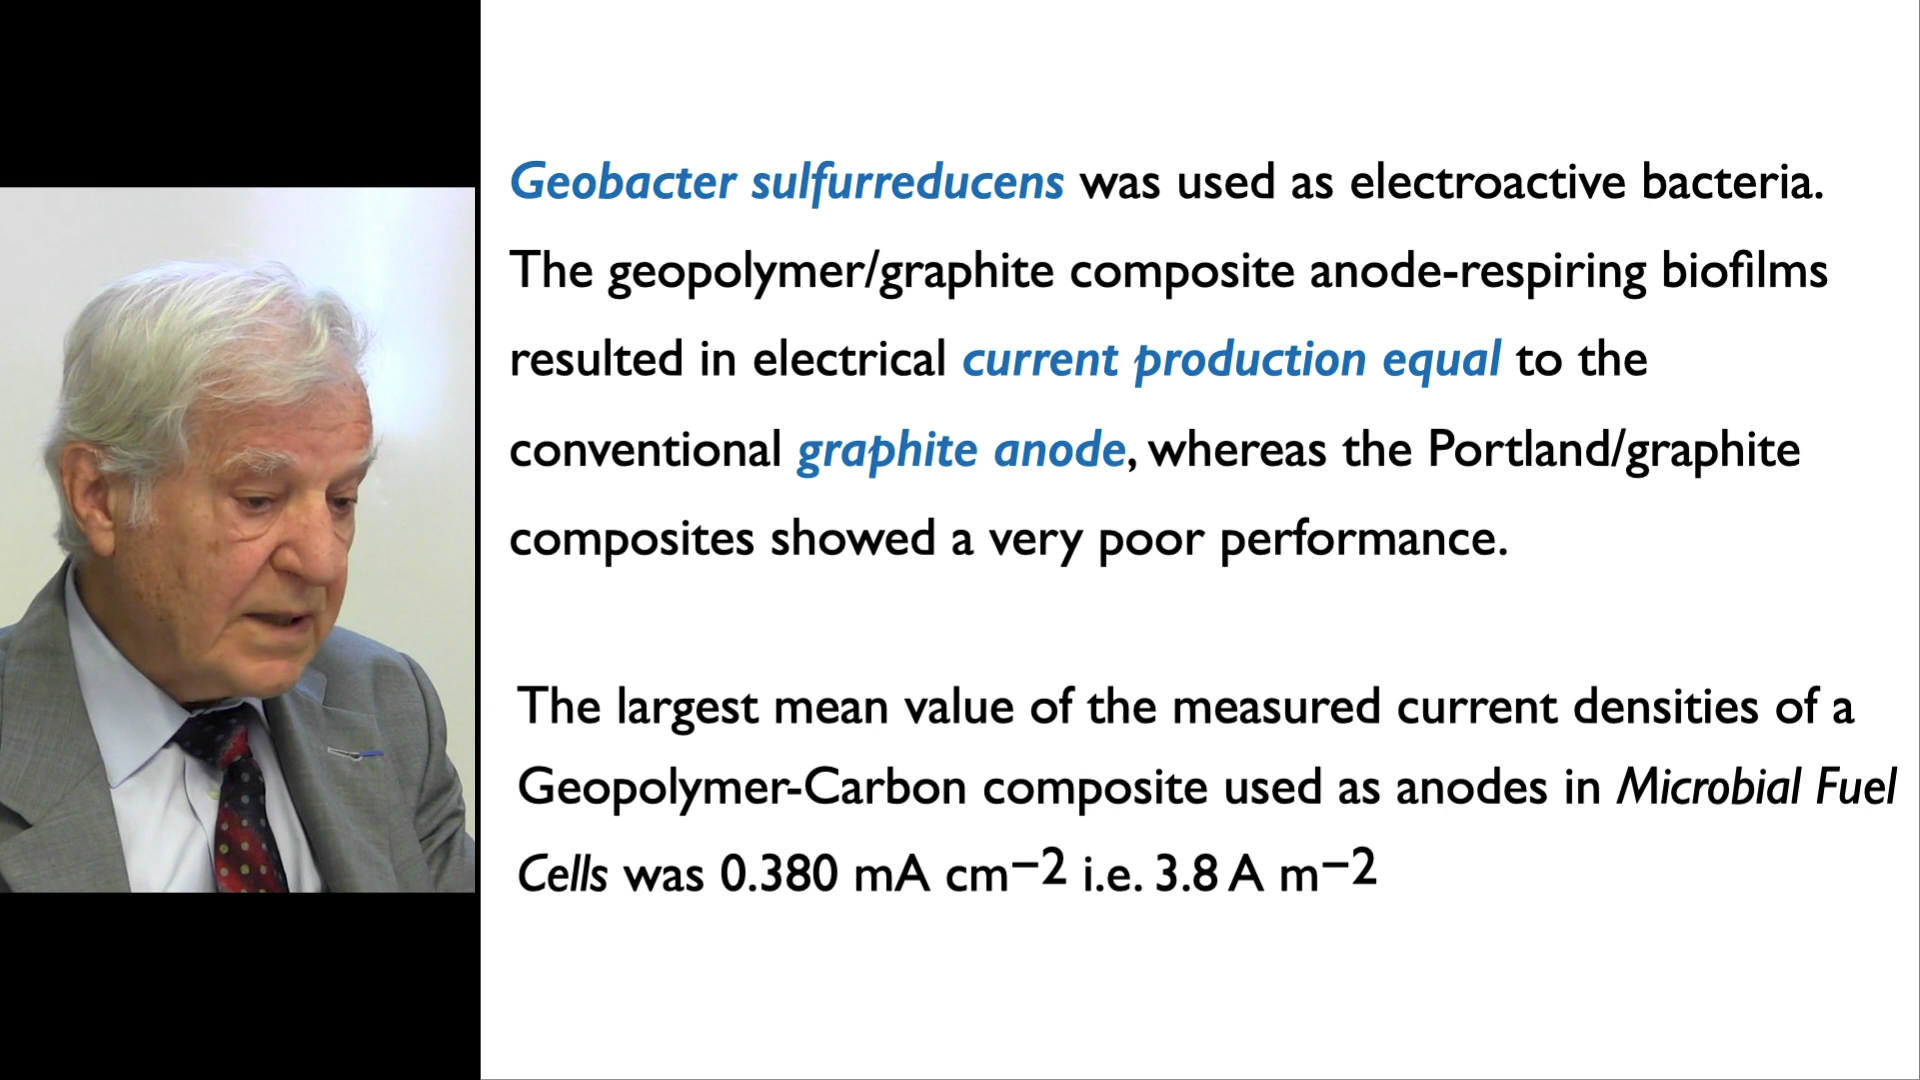 Geobacter sulfurreducens was used as electroactive bacteria.
The geopolymer/graphite composite anode-respiring biofilms
resulted in electrical current production equal to the
conventional graphite anode, whereas the Portland/graphite
composites showed a very poor performance.
The largest mean value of the measured current densities of a
Geopolymer-Carbon composite used as anodes in Microbial Fuel
Cells was 0.380 mA cm−2 i.e. 3.8 A m−2